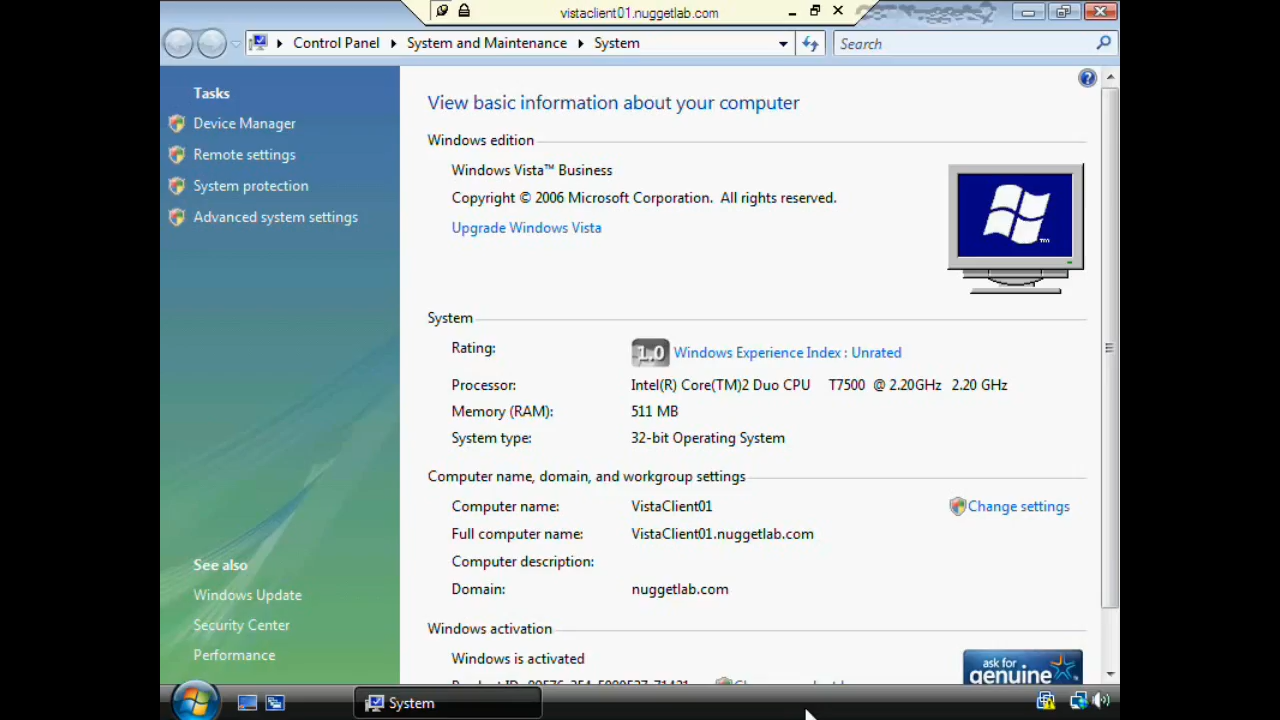 vistaclient01.nuggetlab.com
Control Panel System and Maintenance System
Search
Tasks
Device Manager
Remote settings
System protection
Advanced system settings
See also
Windows Update
Security Center
Performance
View basic information about your computer
Windows edition
Windows Vista™ Business
Copyright © 2006 Microsoft Corporation. All rights reserved.
Upgrade Windows Vista
System
Rating: 1.0 Windows Experience Index : Unrated
Processor: Intel(R) Core(TM)2 Duo CPU T7500 @ 2.20GHz 2.20 GHz
Memory (RAM): 511 MB
System type: 32-bit Operating System
Computer name, domain, and workgroup settings
Computer name: VistaClient01 Change settings
Full computer name: VistaClient01.nuggetlab.com
Computer description:
Domain: nuggetlab.com
Windows activation
Windows is activated
ask for
genuine
System